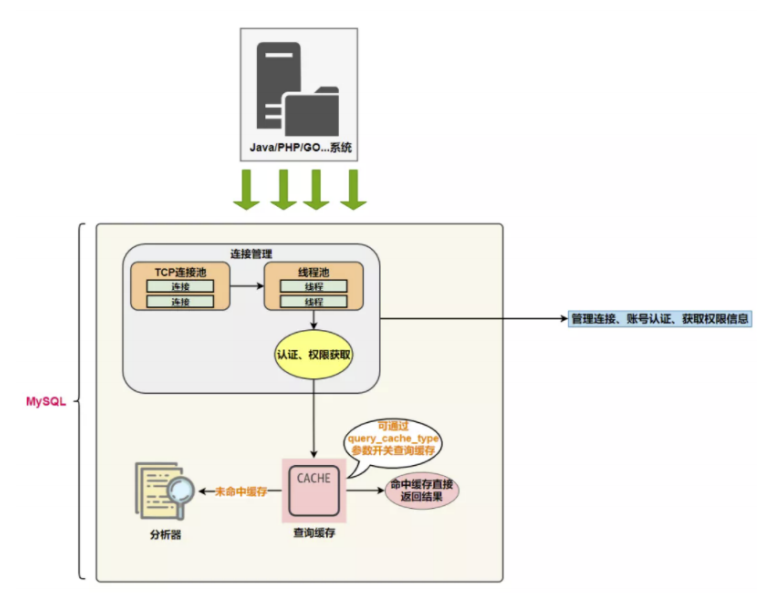 Java/PHP/GO...系统
连接管理
TCP连接池
连接
连接
线程池
线程
线程
管理连接、账号认证、获取权限信息
认证、权限获取
MySQL
可通过
query_cache_type
参数开关查询缓存
CACHE
未命中缓存
命中缓存直接
返回结果
分析器
查询缓存